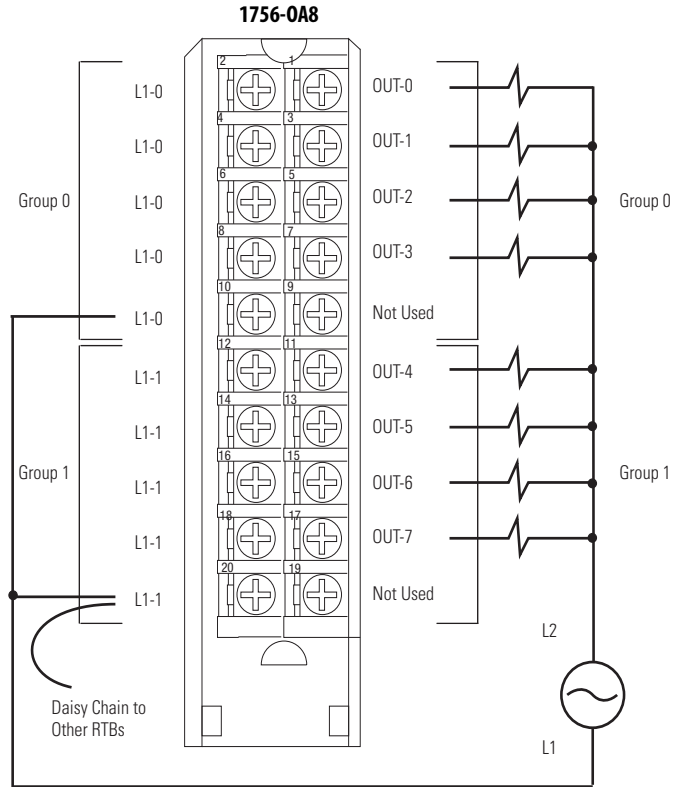 1756-OA8
2 1
L1-0 OUT-0
4 3
L1-0 OUT-1
6 5
Group 0 L1-0 OUT-2 Group 0
8 7
L1-0 OUT-3
10 9
L1-0 Not Used
12 11
L1-1 OUT-4
14 13
L1-1 OUT-5
16 15
Group 1 L1-1 OUT-6 Group 1
18 17
L1-1 OUT-7
20 19
L1-1 Not Used
L2
Daisy Chain to
Other RTBs
L1